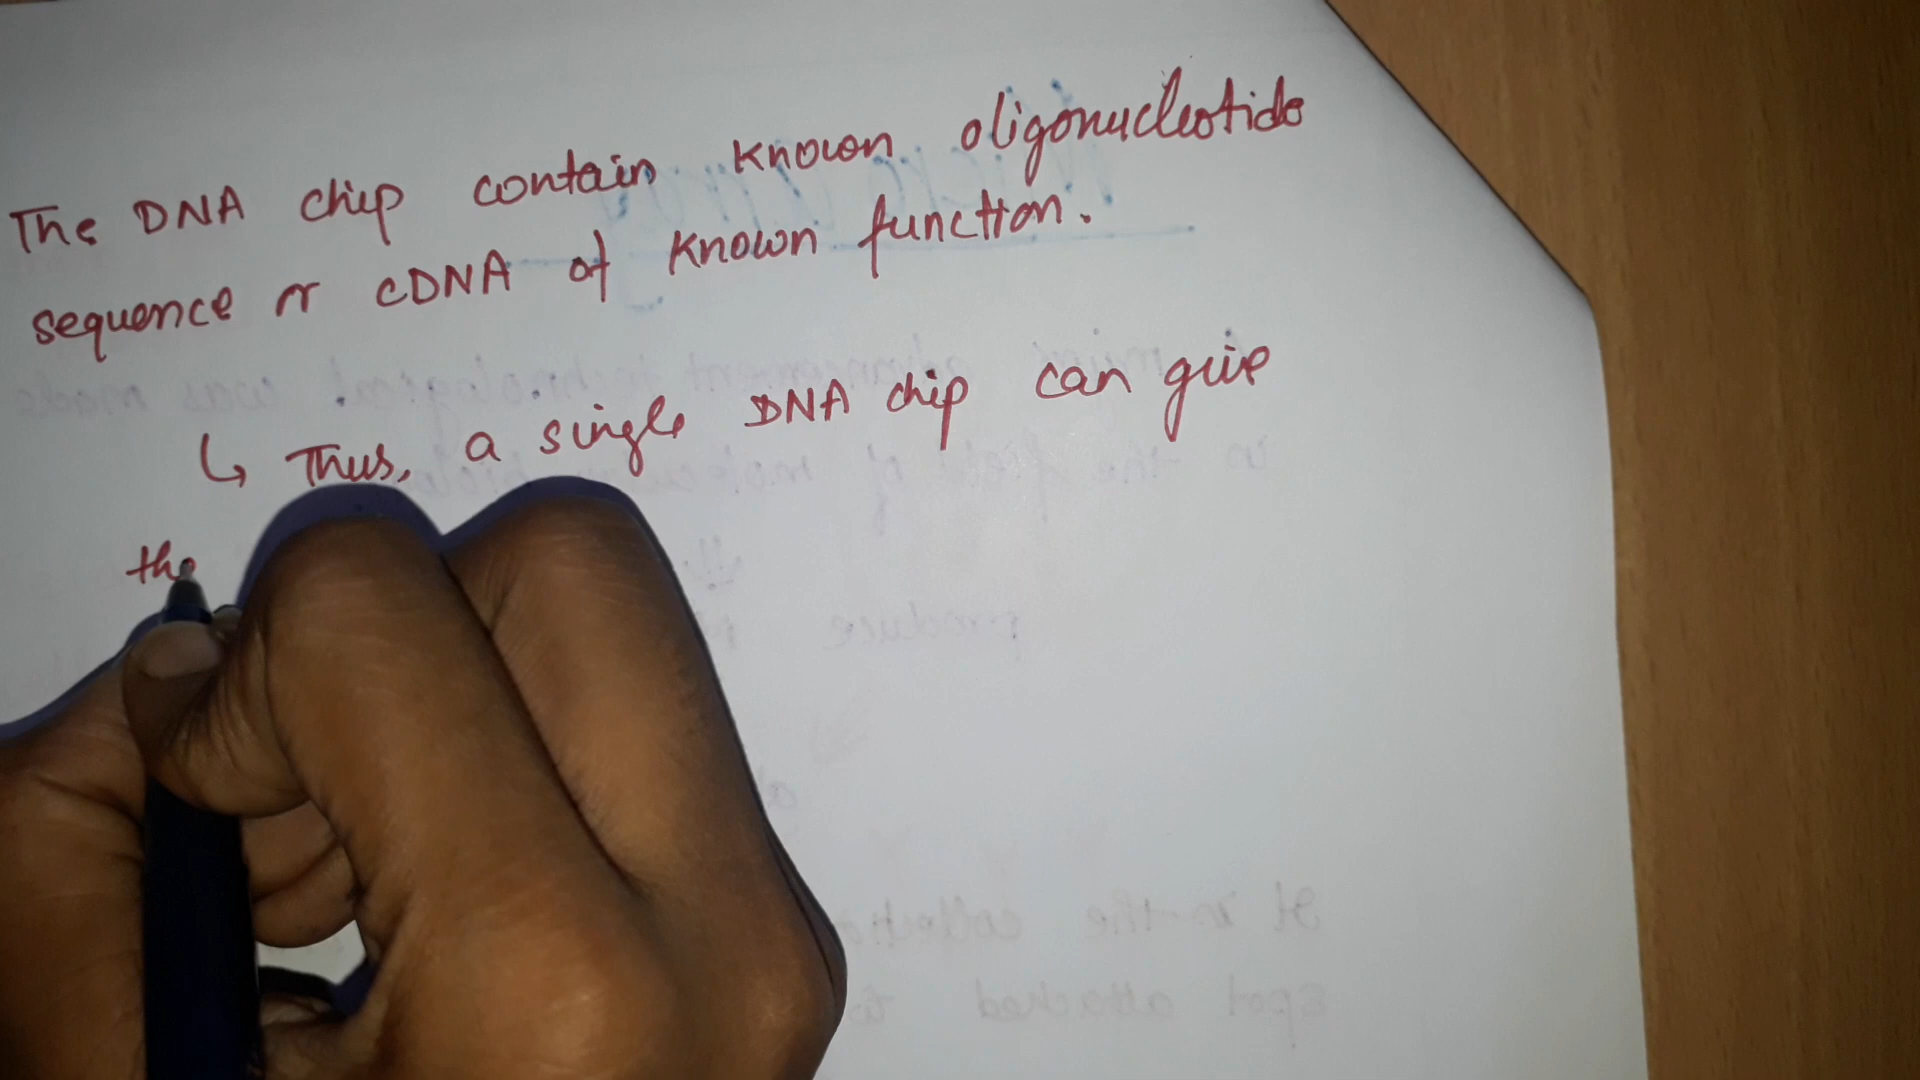 The DNA chip contain known oligonucleotide
sequence or cDNA of known function.
↳ Thus, a single DNA chip can give
the